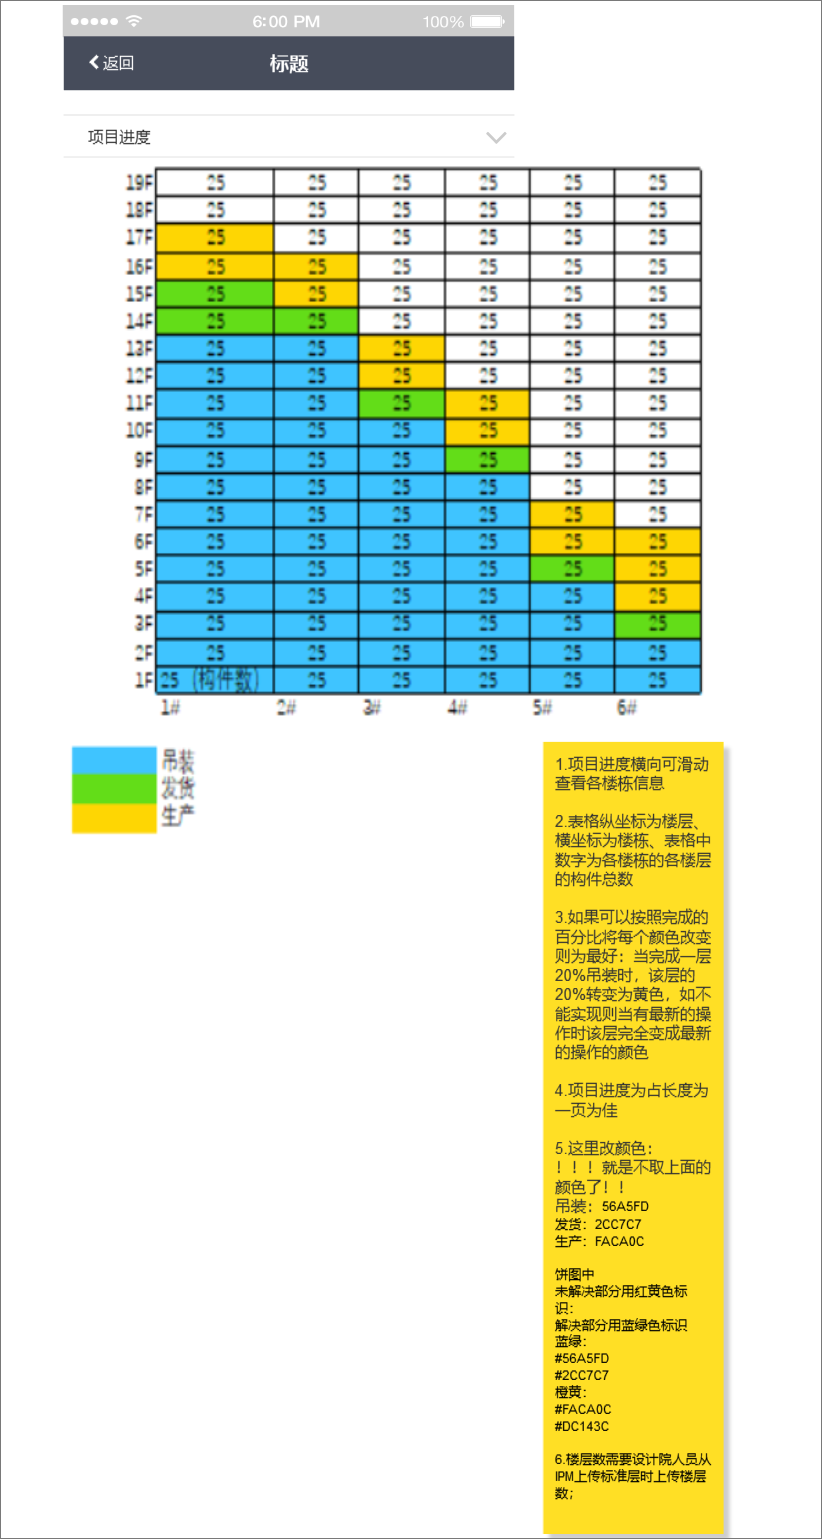 6:00 PM 100%
返回 标题
项目进度
19F 25 25 25 25 25 25
18F 25 25 25 25 25 25
17F 25 25 25 25 25 25
16F 25 25 25 25 25 25
15F 25 25 25 25 25 25
14F 25 25 25 25 25 25
13F 25 25 25 25 25 25
12F 25 25 25 25 25 25
11F 25 25 25 25 25 25
10F 25 25 25 25 25 25
9F 25 25 25 25 25 25
8F 25 25 25 25 25 25
7F 25 25 25 25 25 25
6F 25 25 25 25 25 25
5F 25 25 25 25 25 25
4F 25 25 25 25 25 25
3F 25 25 25 25 25 25
2F 25 25 25 25 25 25
1F 25 (构件数) 25 25 25 25 25
1# 2# 3# 4# 5# 6#
吊装
发货
生产
1.项目进度横向可滑动
查看各楼栋信息
2.表格纵坐标为楼层、
横坐标为楼栋、表格中
数字为各楼栋的各楼层
的构件总数
3.如果可以按照完成的
百分比将每个颜色改变
则为最好：当完成一层
20%吊装时，该层的
20%转变为黄色，如不
能实现则当有最新的操
作时该层完全变成最新
的操作的颜色
4.项目进度为占长度为
一页为佳
5.这里改颜色：
！！！就是不取上面的
颜色了！！
吊装：56A5FD
发货：2CC7C7
生产：FACA0C
饼图中
未解决部分用红黄色标
识：
解决部分用蓝绿色标识
蓝绿：
#56A5FD
#2CC7C7
橙黄：
#FACA0C
#DC143C
6.楼层数需要设计院人员从
IPM上传标准层时上传楼层
数；